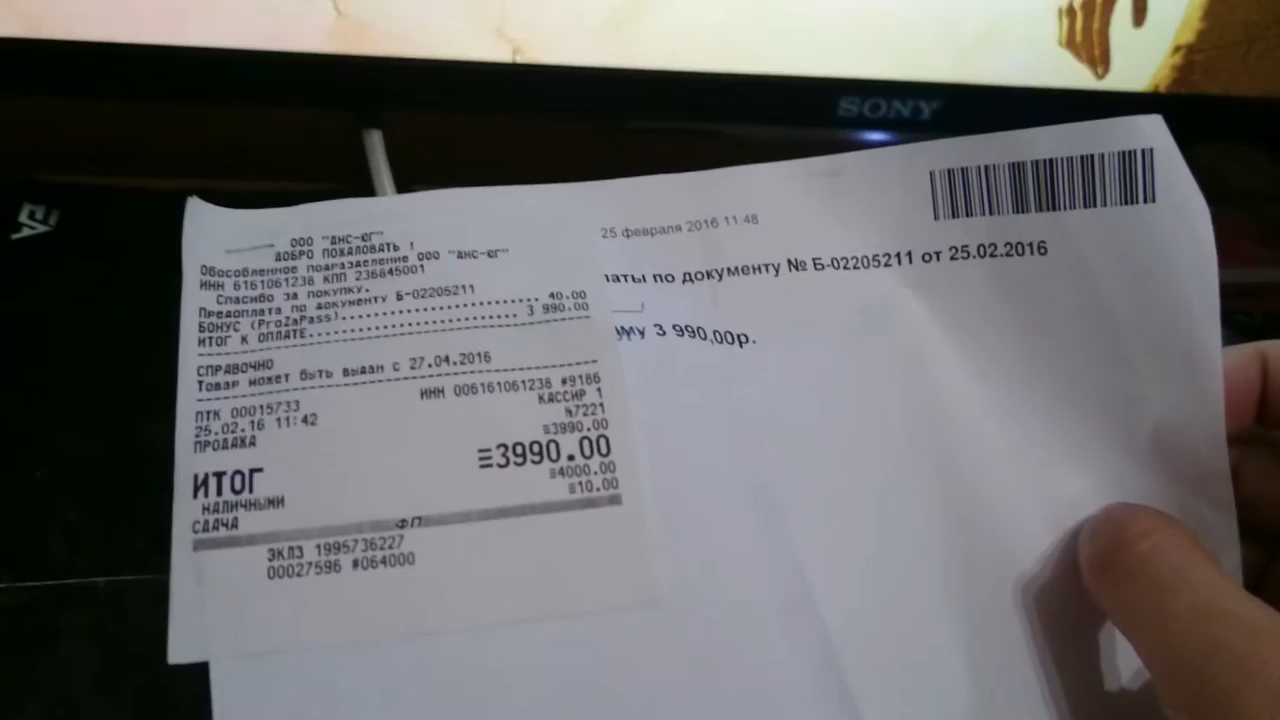 SONY
EA
ООО "ДНС-ЮГ"
ДОБРО ПОЖАЛОВАТЬ !
Обособленное подразделение ООО "ДНС-ЮГ"
ИНН 6161061238 КПП 236845001
Спасибо за покупку.
Предоплата по документу Б-02205211
БОНУС (ProZaPass)..................... 40.00
ИТОГ К ОПЛАТЕ..................... 3 990.00
СПРАВОЧНО
Товар может быть выдан с 27.04.2016
ПТК 00015733 ИНН 006161061238 #9186
25.02.16 11:42 КАССИР 1
ПРОДАЖА №7221
≡3990.00
ИТОГ ≡3990.00
НАЛИЧНЫМИ ≡4000.00
СДАЧА ≡10.00
ФП
ЭКЛЗ 1995736227
00027596 #064000
25 февраля 2016 11:48
латы по документу № Б-02205211 от 25.02.2016
умму 3 990,00р.